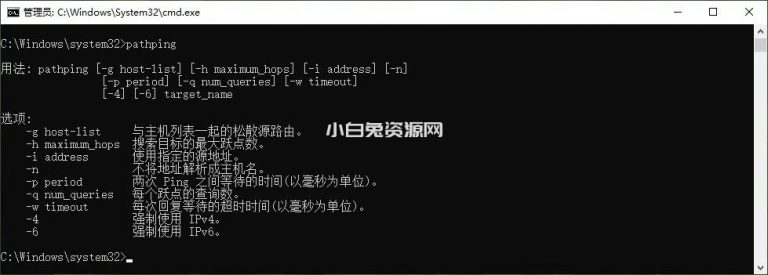 管理员: C:\Windows\System32\cmd.exe
C:\Windows\system32>pathping
用法: pathping [-g host-list] [-h maximum_hops] [-i address] [-n]
[-p period] [-q num_queries] [-w timeout]
[-4] [-6] target_name
选项:
-g host-list 与主机列表一起的松散源路由。
-h maximum_hops 搜索目标的最大跃点数。
-i address 使用指定的源地址。
-n 不将地址解析成主机名。
-p period 两次 Ping 之间等待的时间(以毫秒为单位)。
-q num_queries 每个跃点的查询数。
-w timeout 每次回复等待的超时时间(以毫秒为单位)。
-4 强制使用 IPv4。
-6 强制使用 IPv6。
小白兔资源网
C:\Windows\system32>